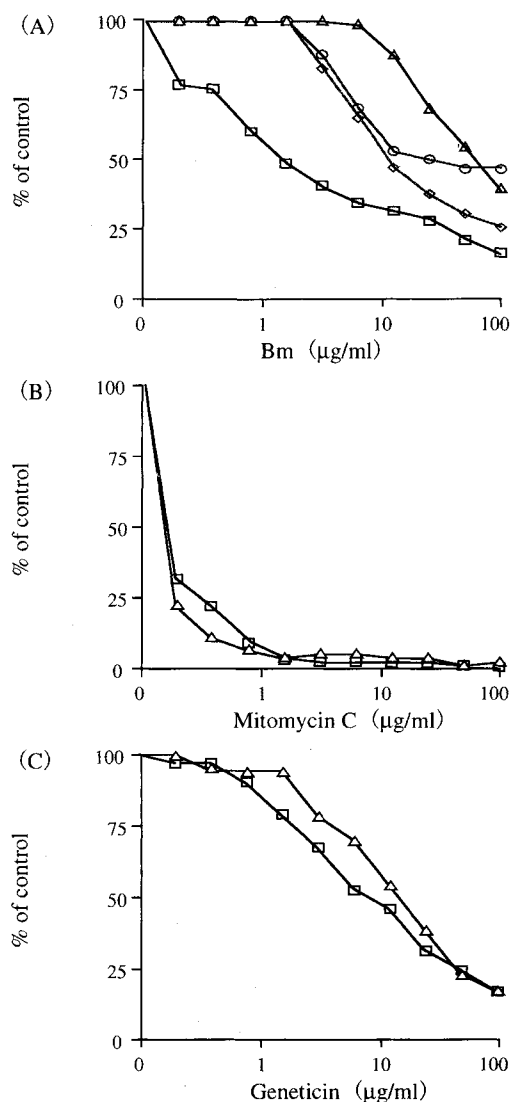 (A)
100
75
50
25
0
% of control
0 1 10 100
Bm (μg/ml)
(B)
100
75
50
25
0
% of control
0 1 10 100
Mitomycin C (μg/ml)
(C)
100
75
50
25
0
% of control
0 1 10 100
Geneticin (μg/ml)